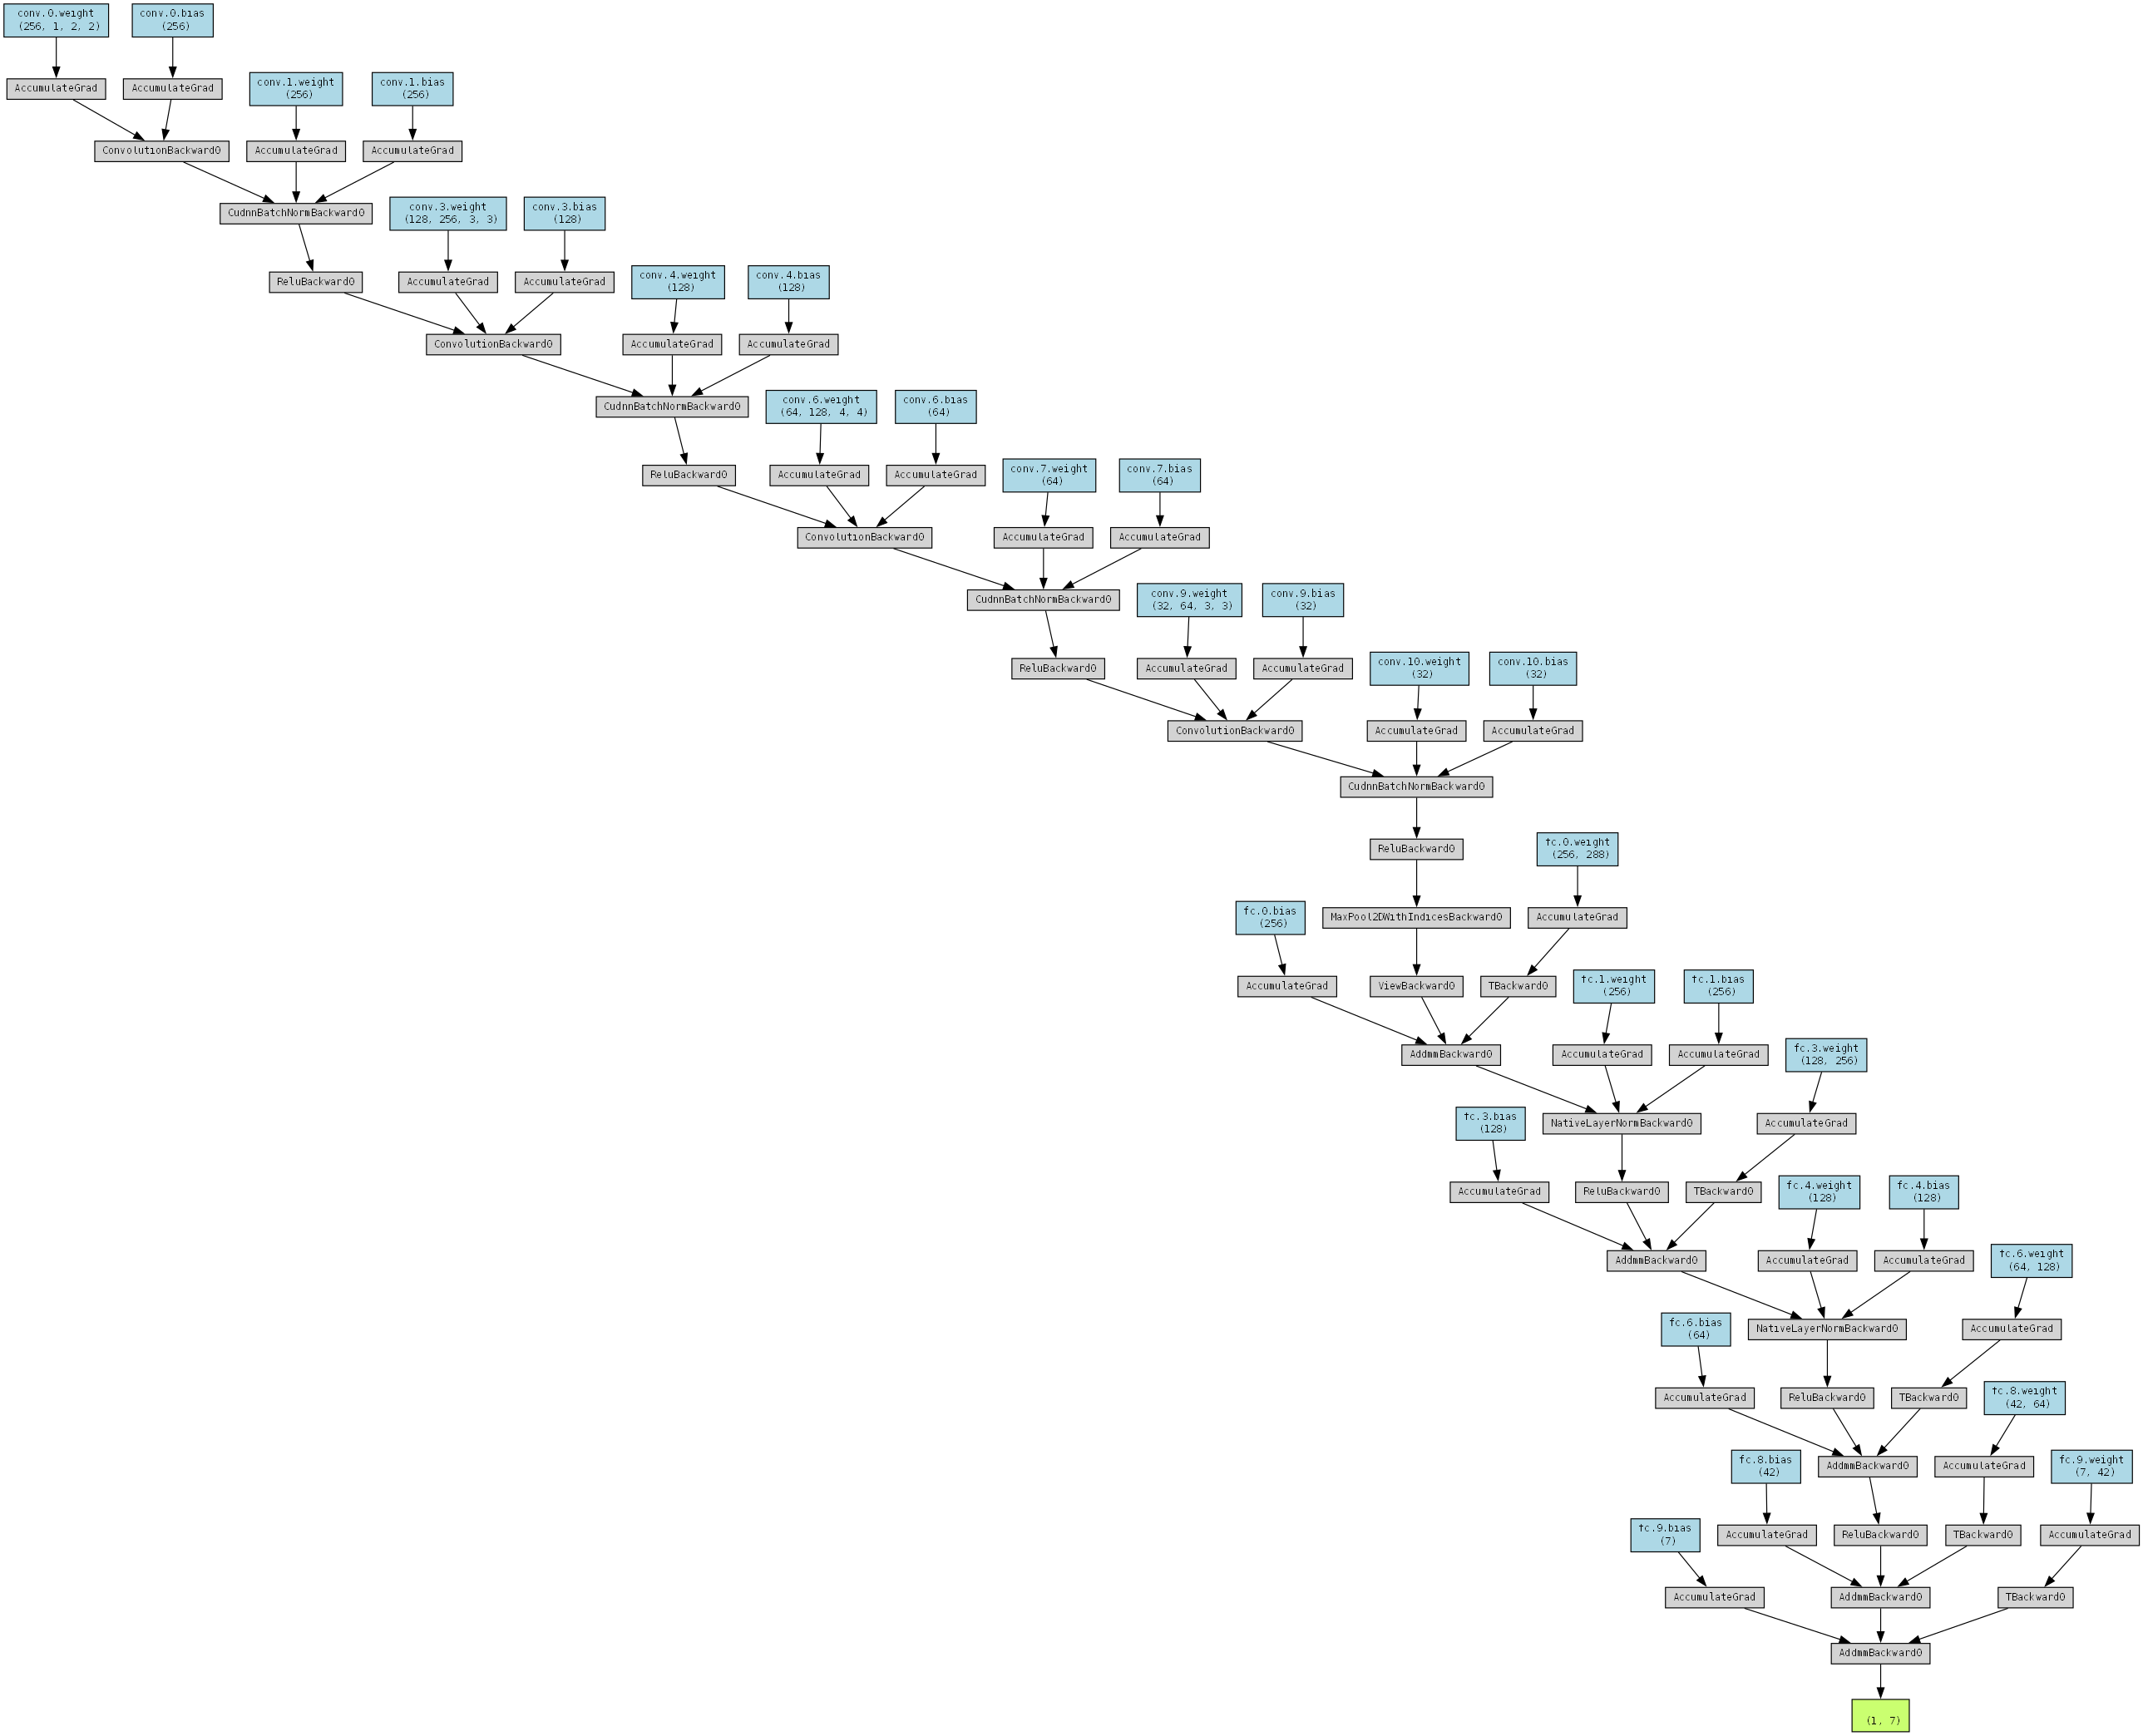 conv.0.weight
(256, 1, 2, 2)
conv.0.bias
(256)
AccumulateGrad
AccumulateGrad
conv.1.weight
(256)
conv.1.bias
(256)
ConvolutionBackward0
AccumulateGrad
AccumulateGrad
CudnnBatchNormBackward0
conv.3.weight
(128, 256, 3, 3)
conv.3.bias
(128)
ReluBackward0
AccumulateGrad
AccumulateGrad
conv.4.weight
(128)
conv.4.bias
(128)
ConvolutionBackward0
AccumulateGrad
AccumulateGrad
CudnnBatchNormBackward0
conv.6.weight
(64, 128, 4, 4)
conv.6.bias
(64)
ReluBackward0
AccumulateGrad
AccumulateGrad
conv.7.weight
(64)
conv.7.bias
(64)
ConvolutionBackward0
AccumulateGrad
AccumulateGrad
CudnnBatchNormBackward0
conv.9.weight
(32, 64, 3, 3)
conv.9.bias
(32)
ReluBackward0
AccumulateGrad
AccumulateGrad
conv.10.weight
(32)
conv.10.bias
(32)
ConvolutionBackward0
AccumulateGrad
AccumulateGrad
CudnnBatchNormBackward0
ReluBackward0
fc.0.weight
(256, 288)
fc.0.bias
(256)
MaxPool2DWithIndicesBackward0
AccumulateGrad
AccumulateGrad
ViewBackward0
TBackward0
fc.1.weight
(256)
fc.1.bias
(256)
AddmmBackward0
AccumulateGrad
AccumulateGrad
fc.3.weight
(128, 256)
fc.3.bias
(128)
NativeLayerNormBackward0
AccumulateGrad
AccumulateGrad
ReluBackward0
TBackward0
fc.4.weight
(128)
fc.4.bias
(128)
AddmmBackward0
AccumulateGrad
AccumulateGrad
fc.6.weight
(64, 128)
fc.6.bias
(64)
NativeLayerNormBackward0
AccumulateGrad
AccumulateGrad
ReluBackward0
TBackward0
fc.8.weight
(42, 64)
fc.8.bias
(42)
AddmmBackward0
AccumulateGrad
fc.9.weight
(7, 42)
fc.9.bias
(7)
AccumulateGrad
ReluBackward0
TBackward0
AccumulateGrad
AccumulateGrad
AddmmBackward0
TBackward0
AddmmBackward0
(1, 7)